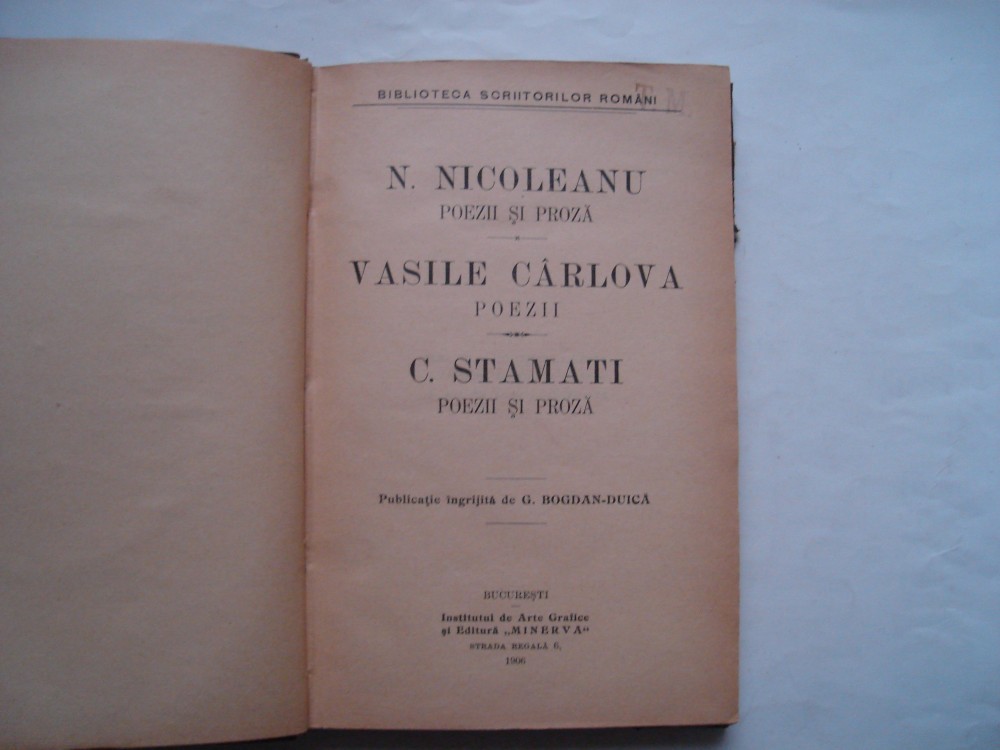 BIBLIOTECA SCRIITORILOR ROMÂNI
T. M.
N. NICOLEANU
POEZII ȘI PROZĂ
VASILE CÂRLOVA
POEZII
C. STAMATI
POEZII ȘI PROZĂ
Publicație îngrijită de G. BOGDAN-DUICĂ
BUCUREȘTI
Institutul de Arte Grafice
și Editură „MINERVA“
STRADA REGALĂ 6.
1906